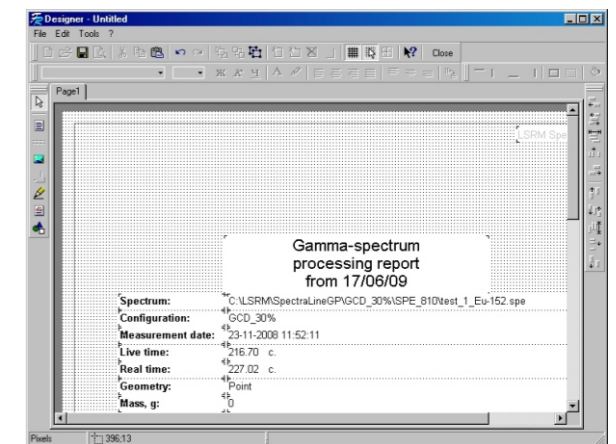 Designer - Untitled
File Edit Tools ?
Close
Ж К Ч
Page1
LSRM Spe
Gamma-spectrum
processing report
from 17/06/09
Spectrum: C:\LSRM\SpectraLineGP\GCD_30%\SPE_810\test_1_Eu-152.spe
Configuration: GCD_30%
Measurement date: 23-11-2008 11:52:11
Live time: 216.70 c.
Real time: 227.02 c.
Geometry: Point
Mass, g: 0
Pixels 396;13